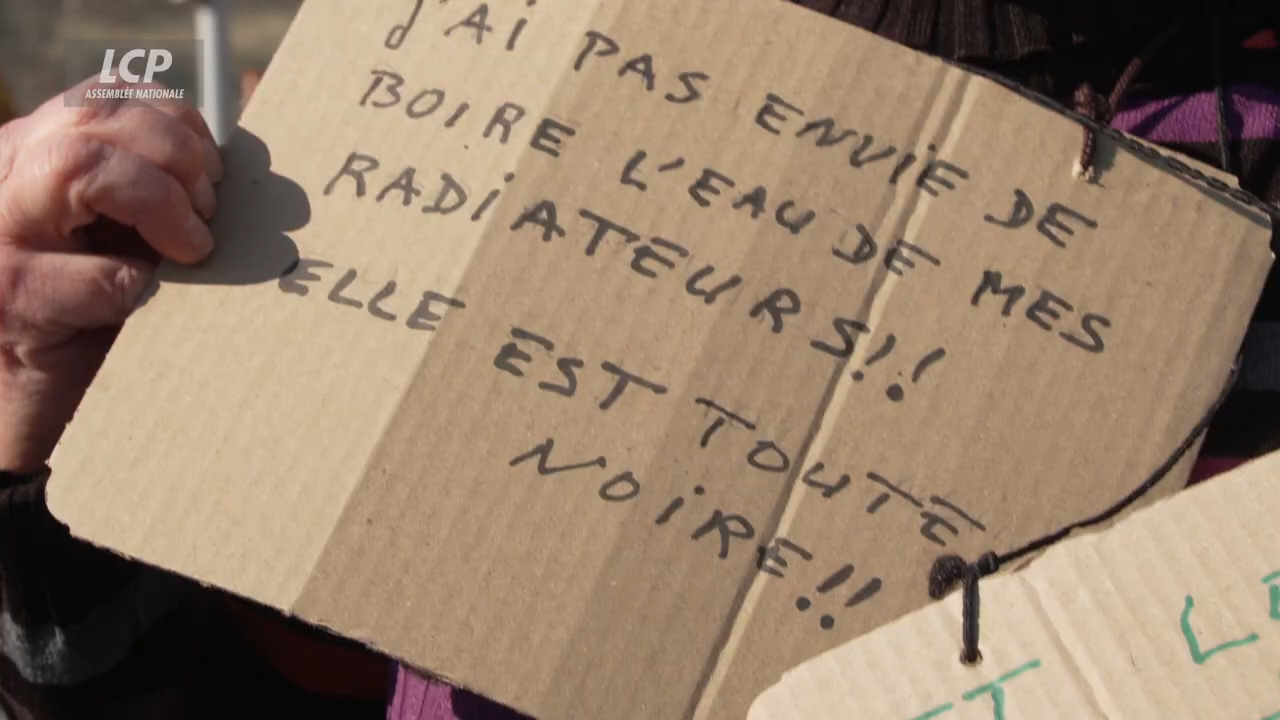 LCP
ASSEMBLÉE NATIONALE
J'AI PAS ENVIE DE
BOIRE L'EAU DE MES
RADIATEURS!!
ELLE EST TOUTE
NOIRE!!